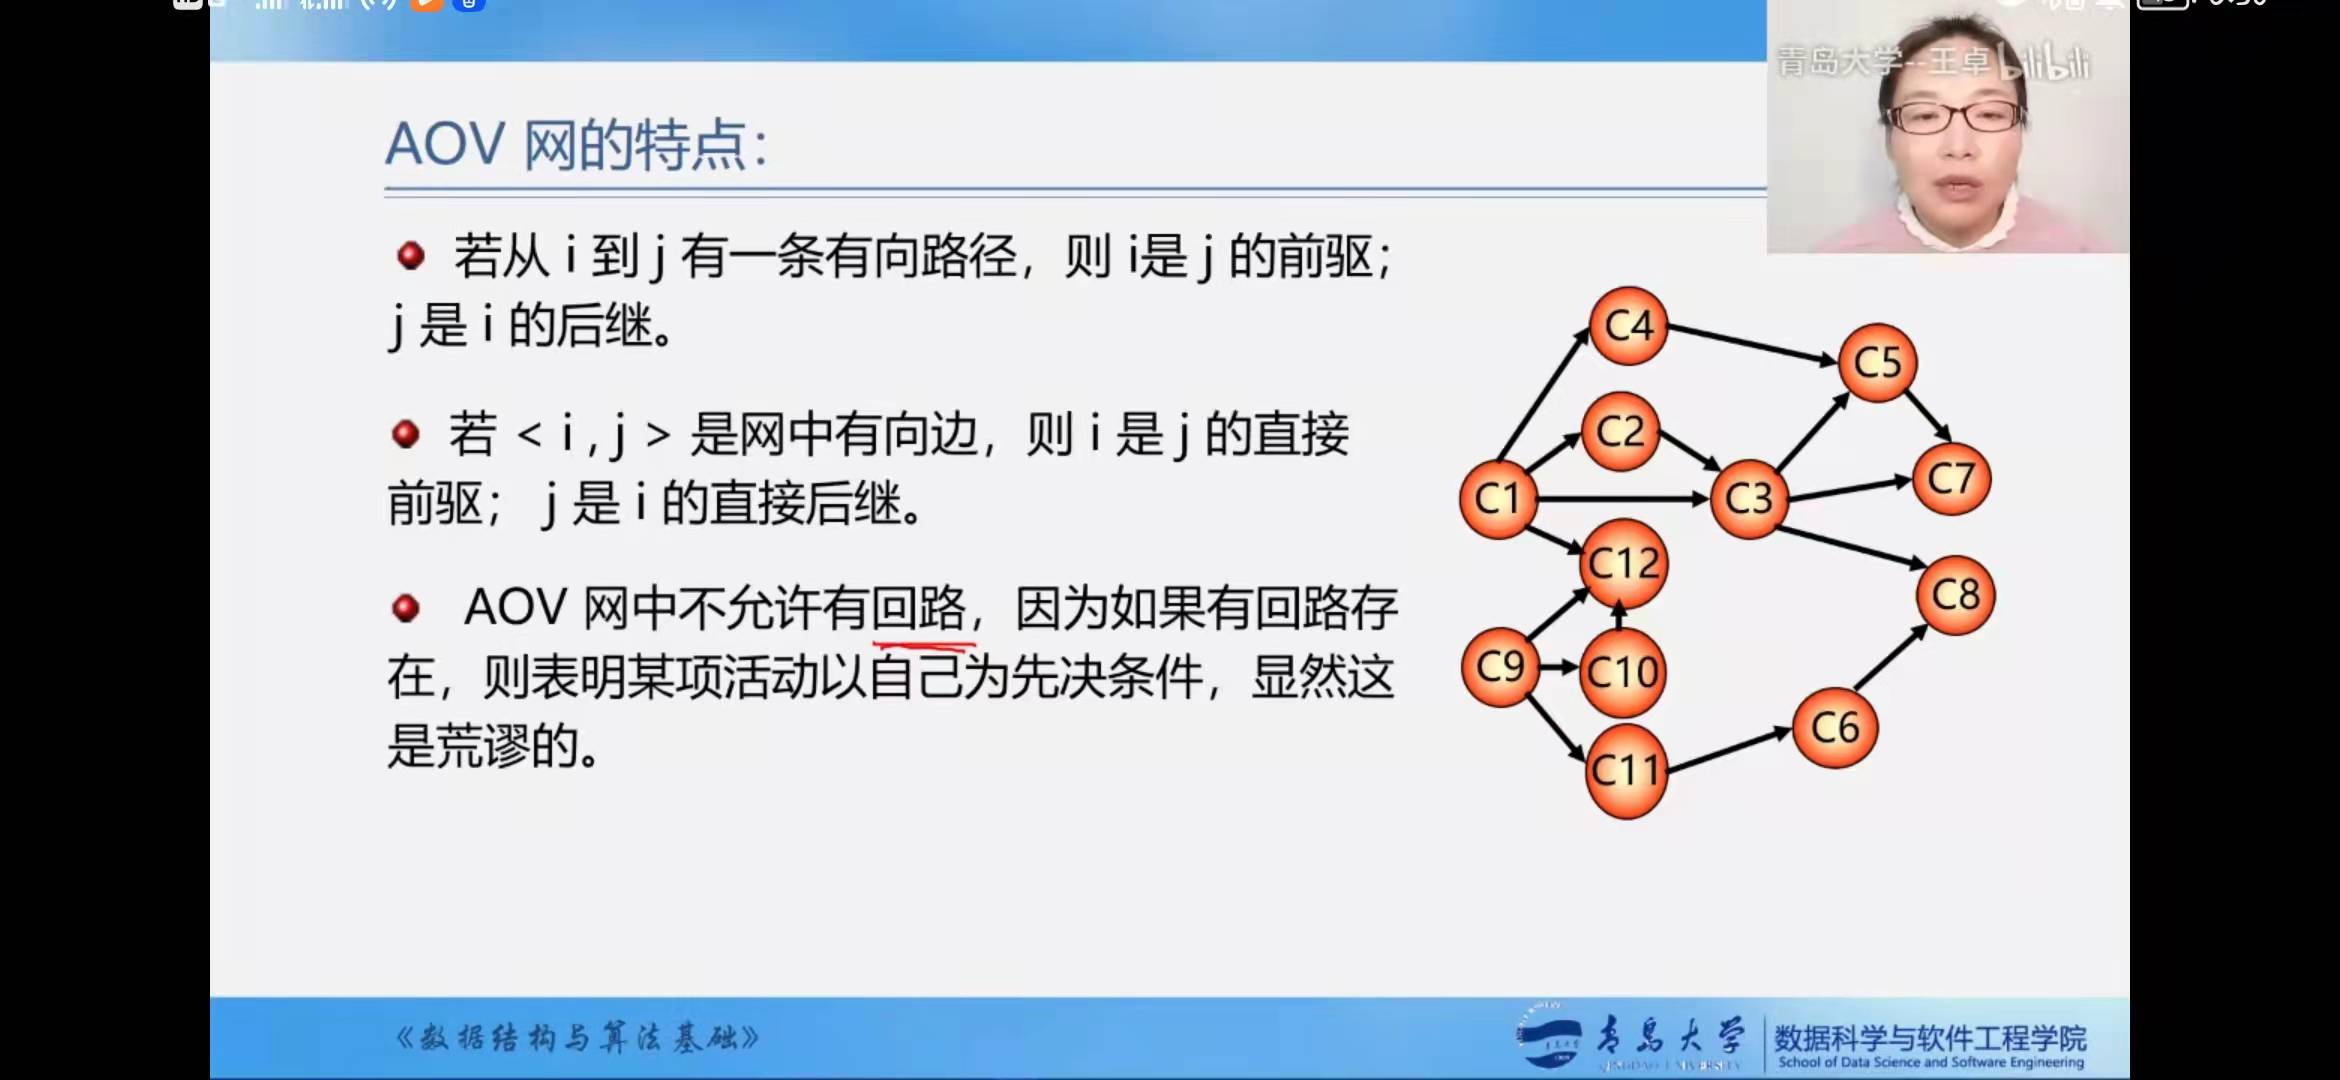 青岛大学--王卓 bilibili
AOV 网的特点：
若从 i 到 j 有一条有向路径，则 i是 j 的前驱；
j 是 i 的后继。
若 < i , j > 是网中有向边，则 i 是 j 的直接
前驱； j 是 i 的直接后继。
AOV 网中不允许有回路，因为如果有回路存
在，则表明某项活动以自己为先决条件，显然这
是荒谬的。
C4
C5
C2
C7
C1
C3
C12
C8
C9
C10
C6
C11
《数据结构与算法基础》
青岛大学
QINGDAO UNIVERSITY
数据科学与软件工程学院
School of Data Science and Software Engineering